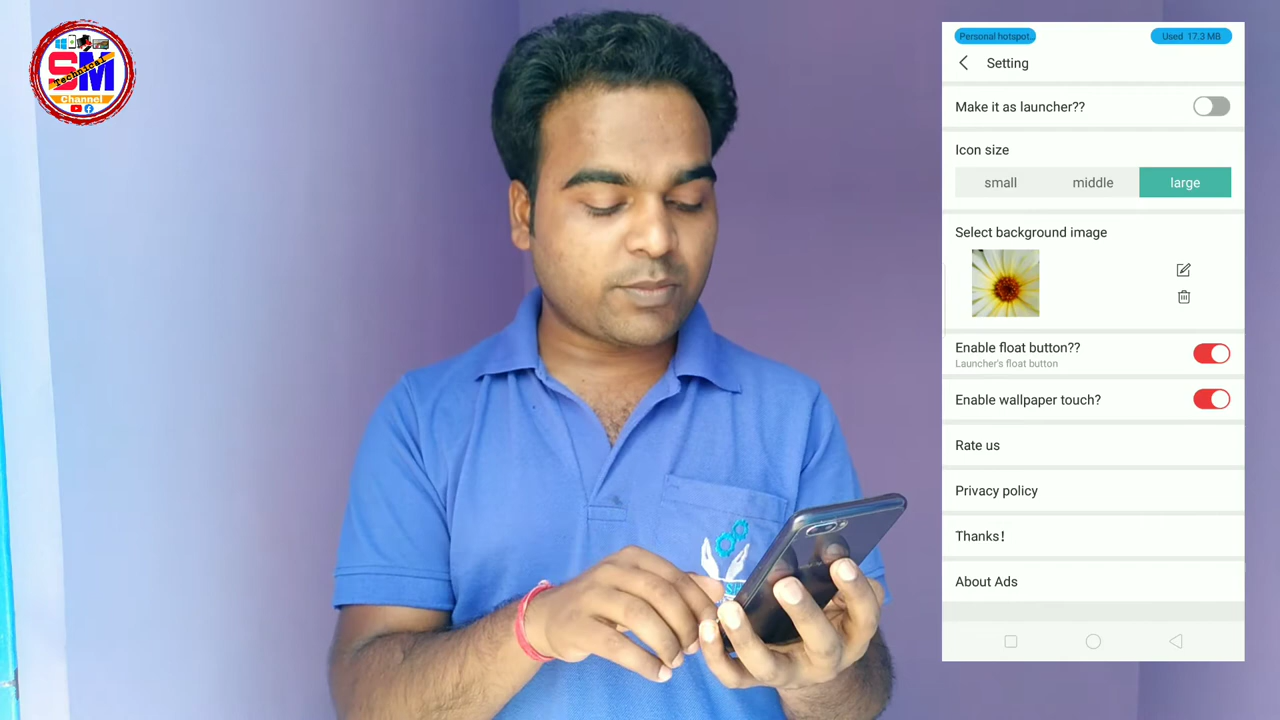 SM
Technical
Channel
Personal hotspot..
Used 17.3 MB
Setting
Make it as launcher??
Icon size
small middle large
Select background image
Enable float button??
Launcher's float button
Enable wallpaper touch?
Rate us
Privacy policy
Thanks!
About Ads